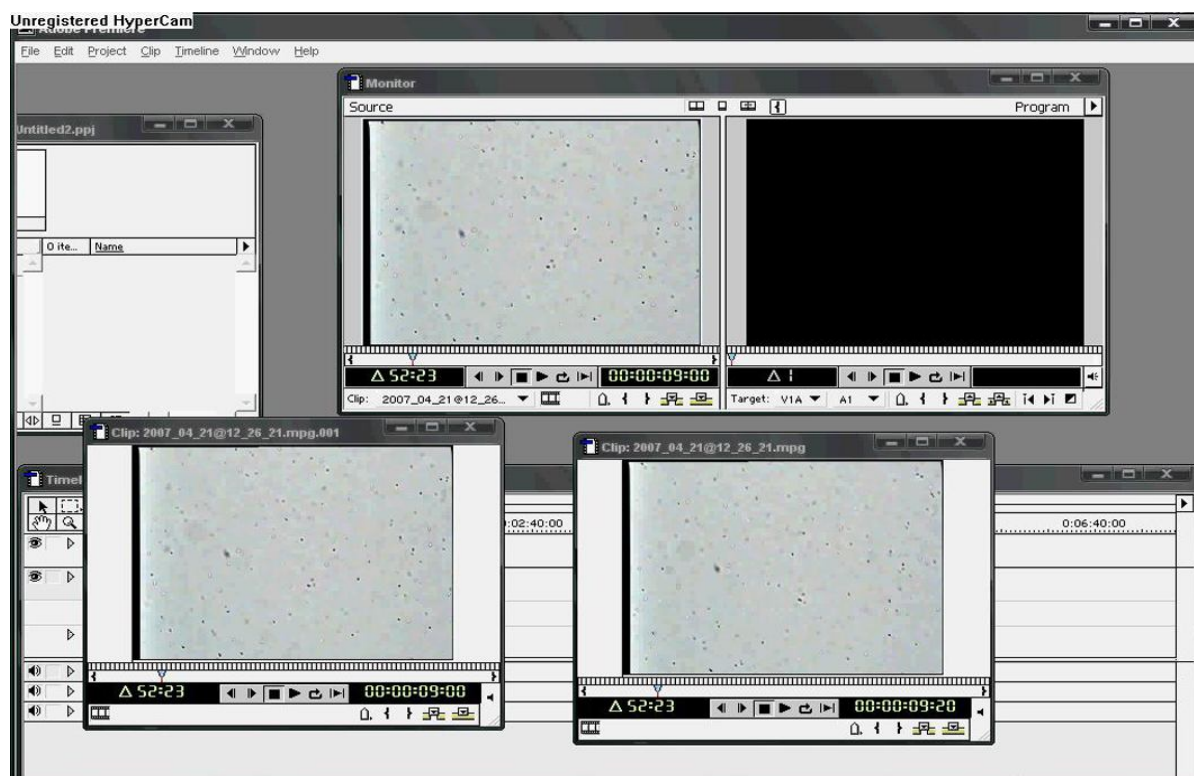 Unregistered HyperCam
Adobe Premiere
File Edit Project Clip Timeline Window Help
Monitor
Source Program
Untitled2.ppj
0 ite... Name
Δ 52:23 00:00:09:00 Δ 1
Clip: 2007_04_21@12_26... Target: V1A A1
Clip: 2007_04_21@12_26_21.mpg.001
Clip: 2007_04_21@12_26_21.mpg
Timel
:02:40:00 0:06:40:00
Δ 52:23 00:00:09:00
Δ 52:23 00:00:09:20